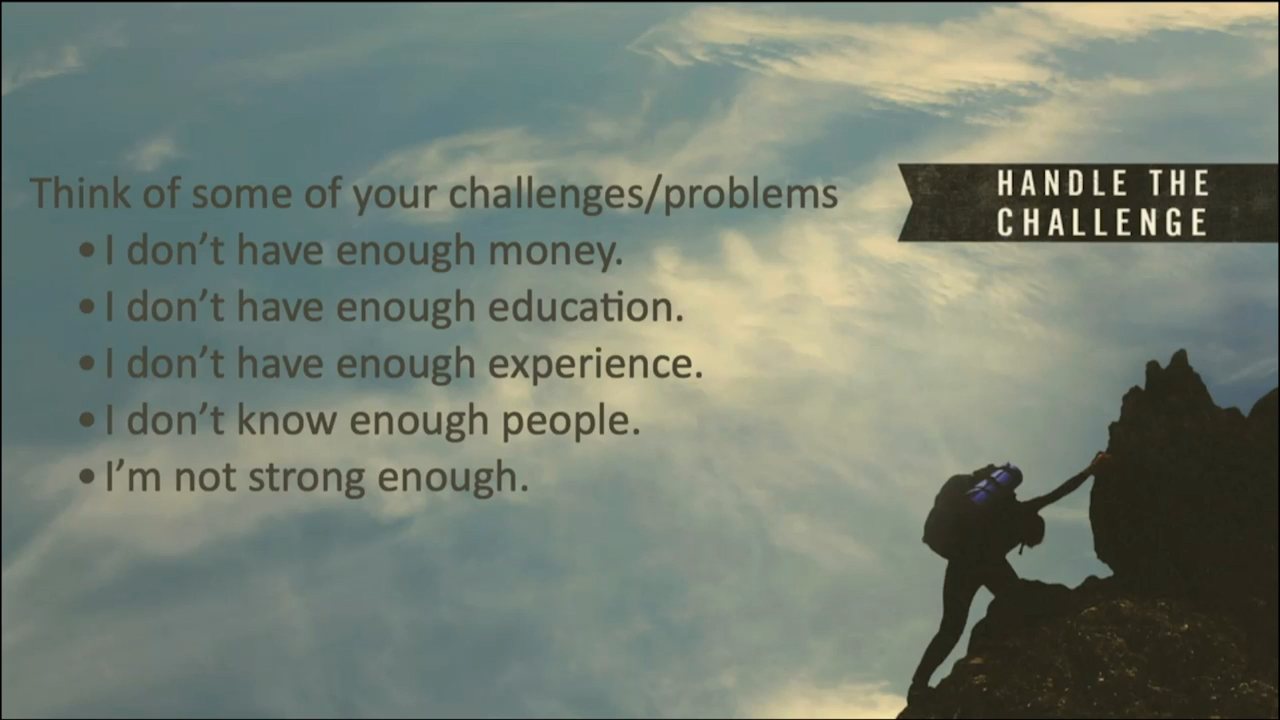 Think of some of your challenges/problems
• I don’t have enough money.
• I don’t have enough education.
• I don’t have enough experience.
• I don’t know enough people.
• I’m not strong enough.
HANDLE THE
CHALLENGE